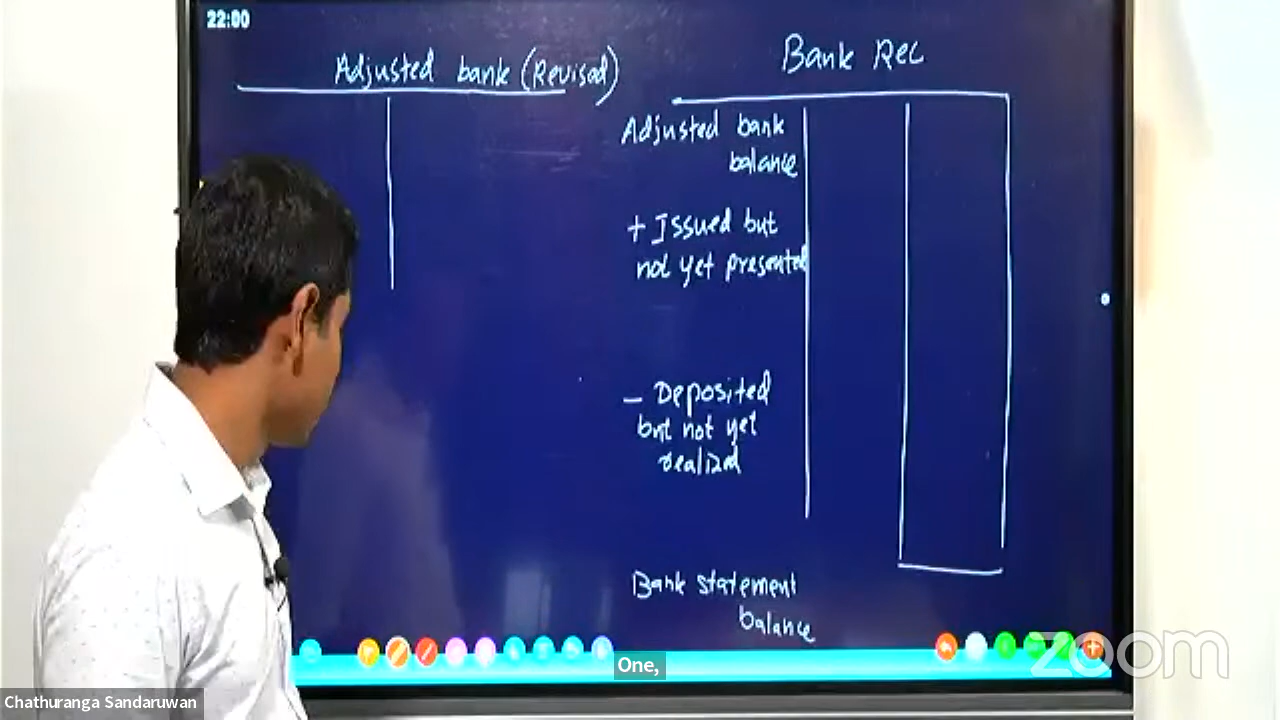 22:00
Adjusted bank (Revised)
Bank Rec
Adjusted bank
balance
+ Issued but
not yet presented
- Deposited
but not yet
realized
Bank statement
balance
One,
zoom
Chathuranga Sandaruwan